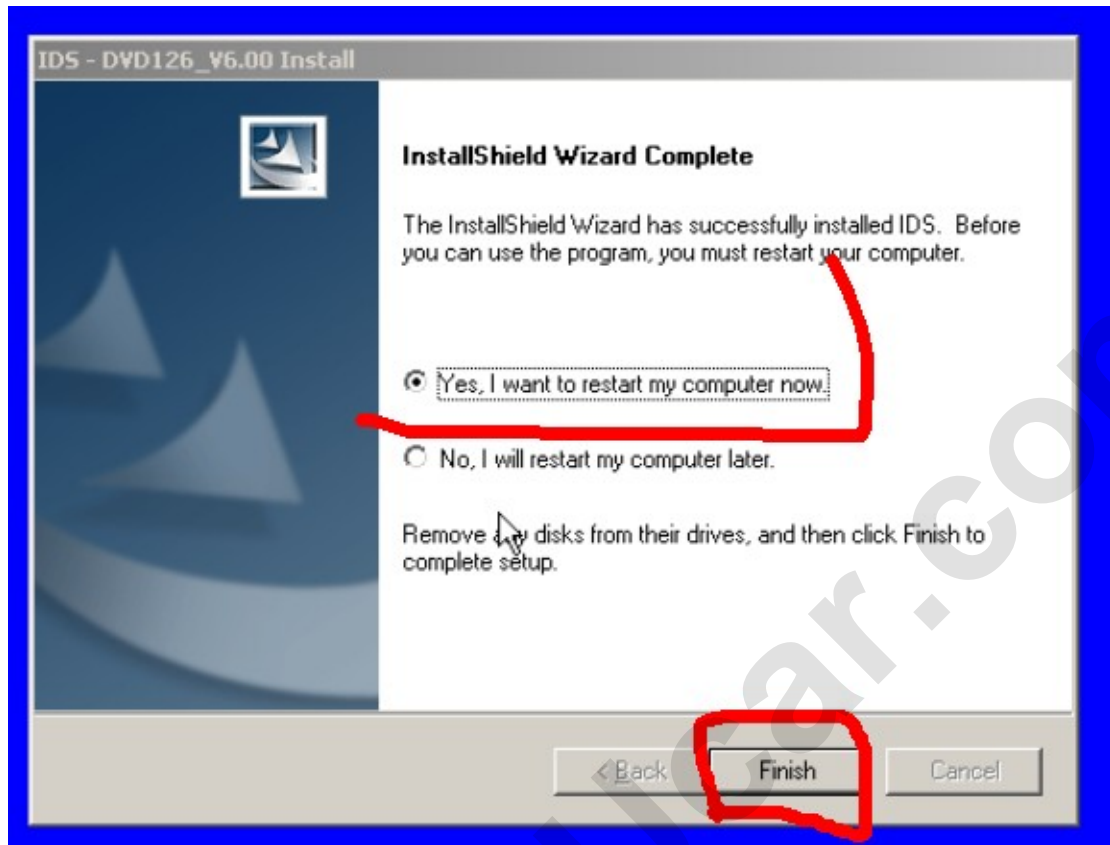 IDS - DVD126_V6.00 Install
InstallShield Wizard Complete
The InstallShield Wizard has successfully installed IDS. Before
you can use the program, you must restart your computer.
Yes, I want to restart my computer now.
No, I will restart my computer later.
Remove any disks from their drives, and then click Finish to
complete setup.
< Back
Finish
Cancel